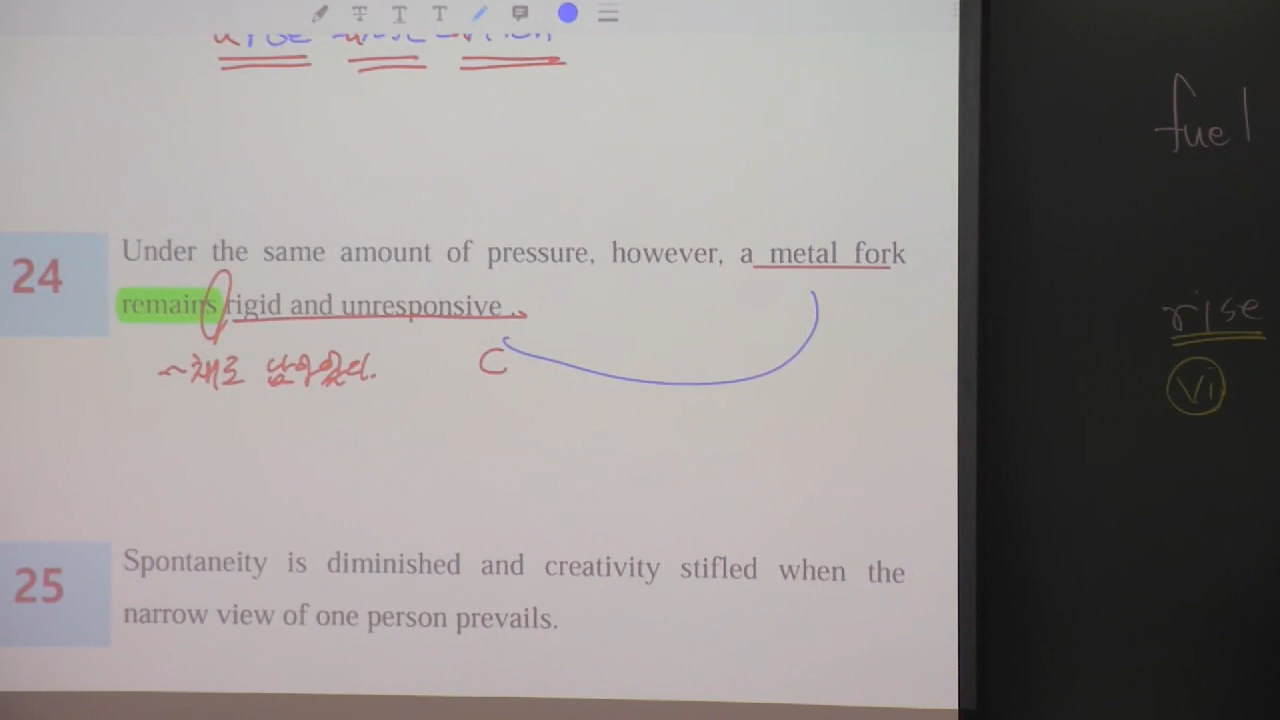 24
Under the same amount of pressure, however, a metal fork
remains rigid and unresponsive.
~채로 남아있다.
C
25
Spontaneity is diminished and creativity stifled when the
narrow view of one person prevails.
fuel
rise
Vi